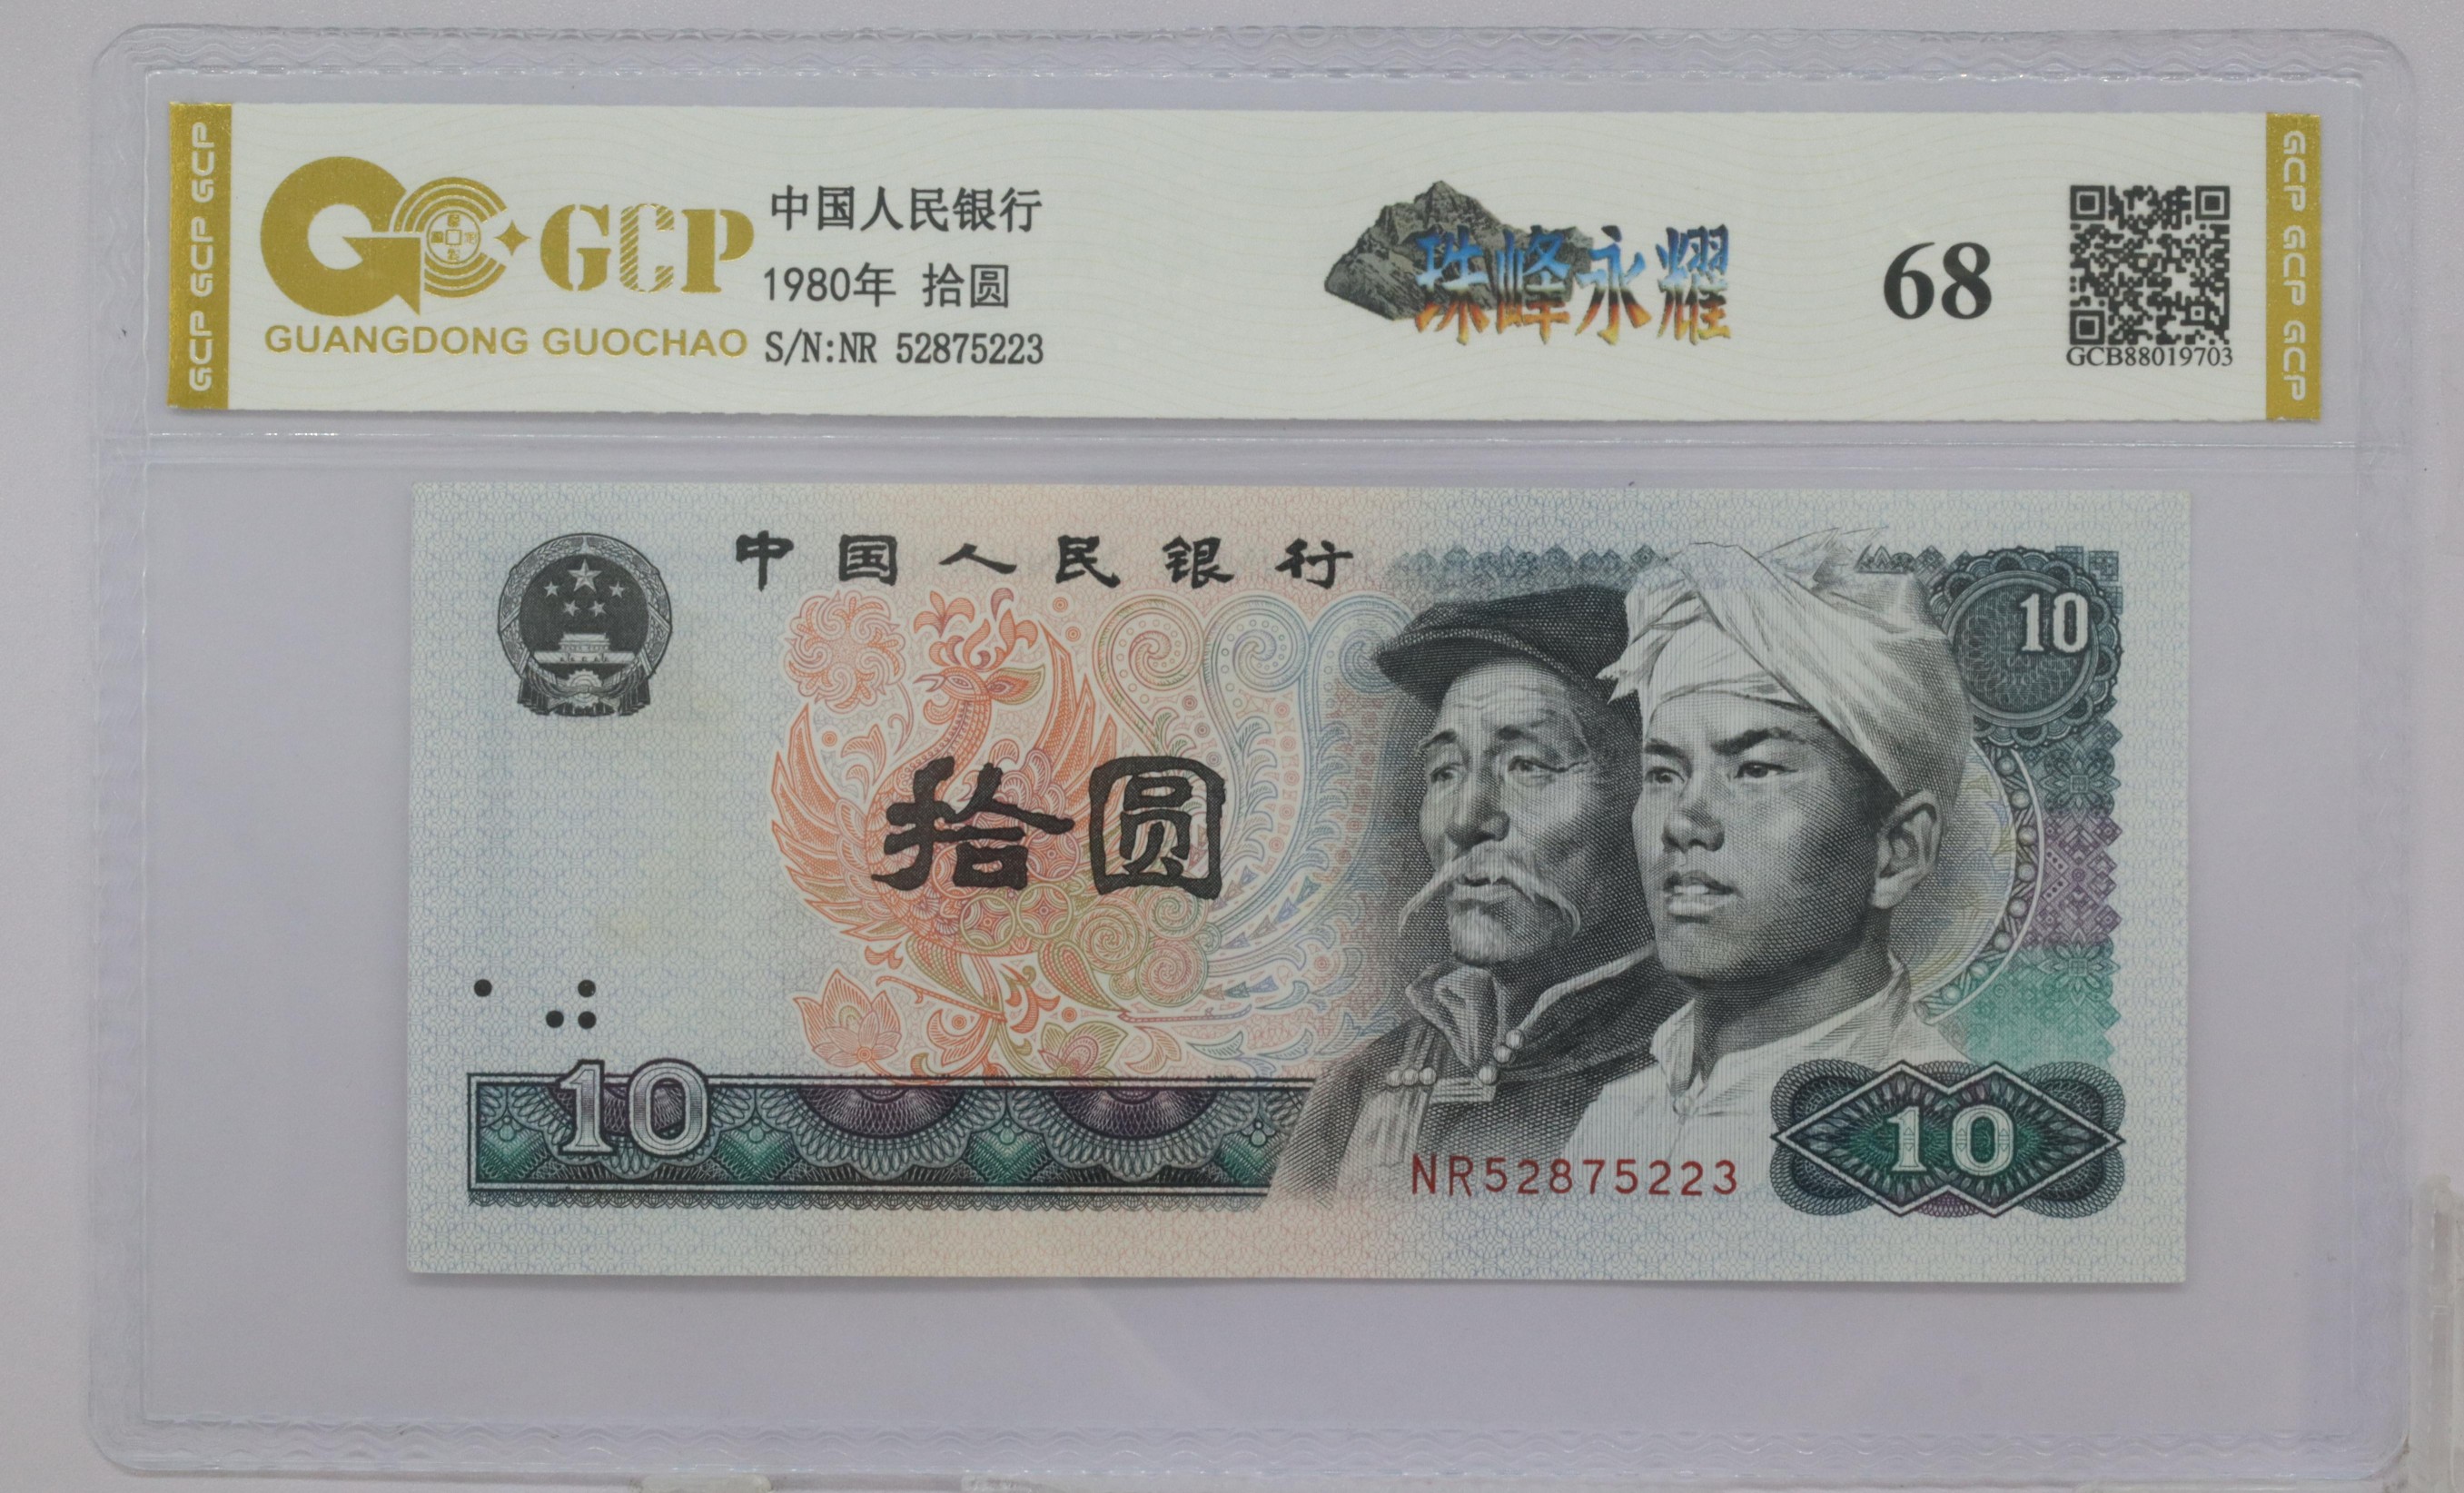 GCP GCP GCP
GCP
GUANGDONG GUOCHAO
中国人民银行
1980年 拾圆
S/N:NR 52875223
珠峰永耀
68
GCB88019703
GCP GCP GCP
中国人民银行
10
拾圆
10
NR52875223
10